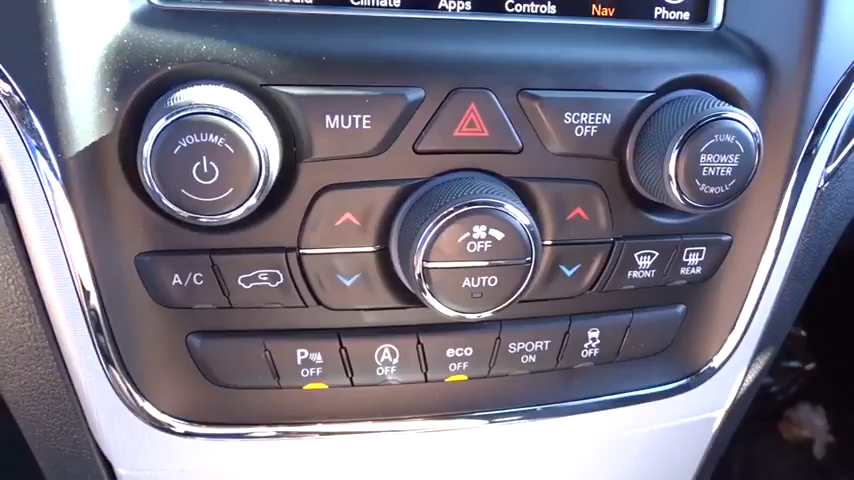 Media Climate Apps Controls Nav Phone
VOLUME
MUTE
SCREEN
OFF
TUNE
BROWSE
ENTER
SCROLL
OFF
AUTO
A/C
FRONT
REAR
P
OFF
A
OFF
eco
OFF
SPORT
ON
OFF